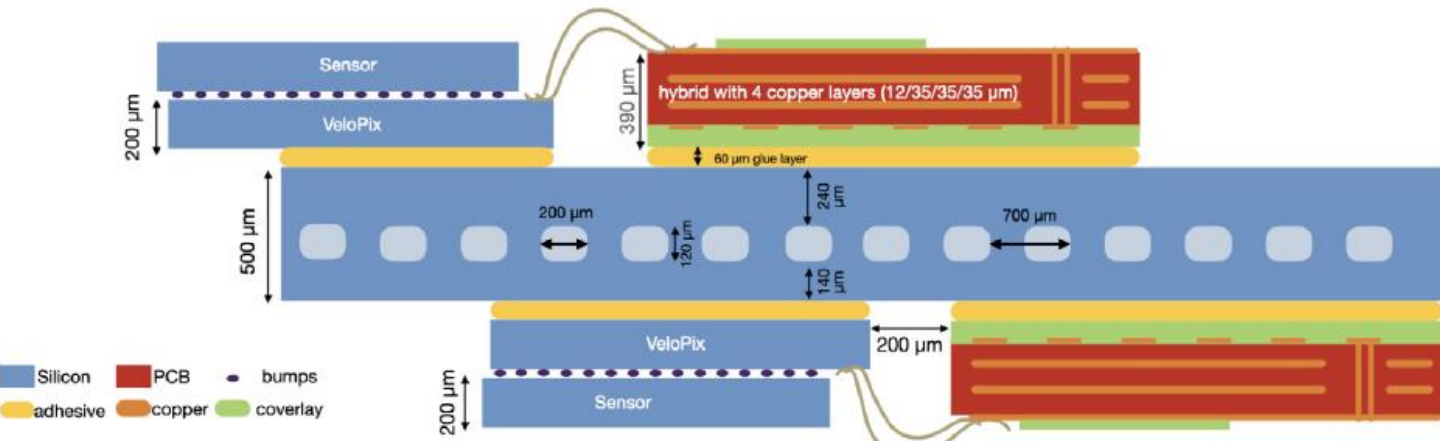 Sensor
VeloPix
200 µm
390 µm
hybrid with 4 copper layers (12/35/35/35 µm)
60 µm glue layer
500 µm
200 µm
120 µm
240
µm
140
µm
700 µm
VeloPix
Sensor
200 µm
200 µm
Silicon
PCB
bumps
adhesive
copper
coverlay